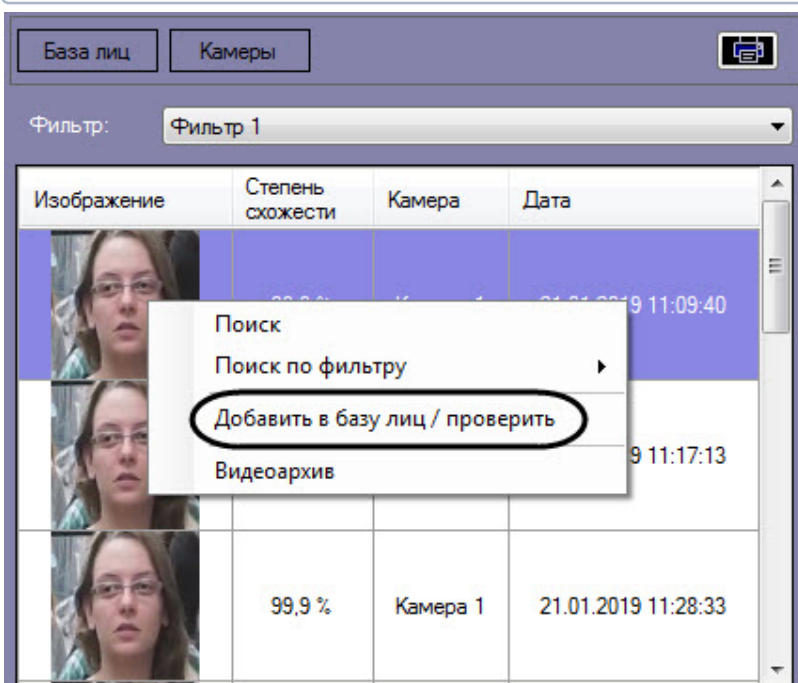 База лиц Камеры
Фильтр: Фильтр 1
Изображение Степень схожести Камера Дата
9 11:09:40
Поиск
Поиск по фильтру
Добавить в базу лиц / проверить
9 11:17:13
Видеоархив
99,9 % Камера 1 21.01.2019 11:28:33